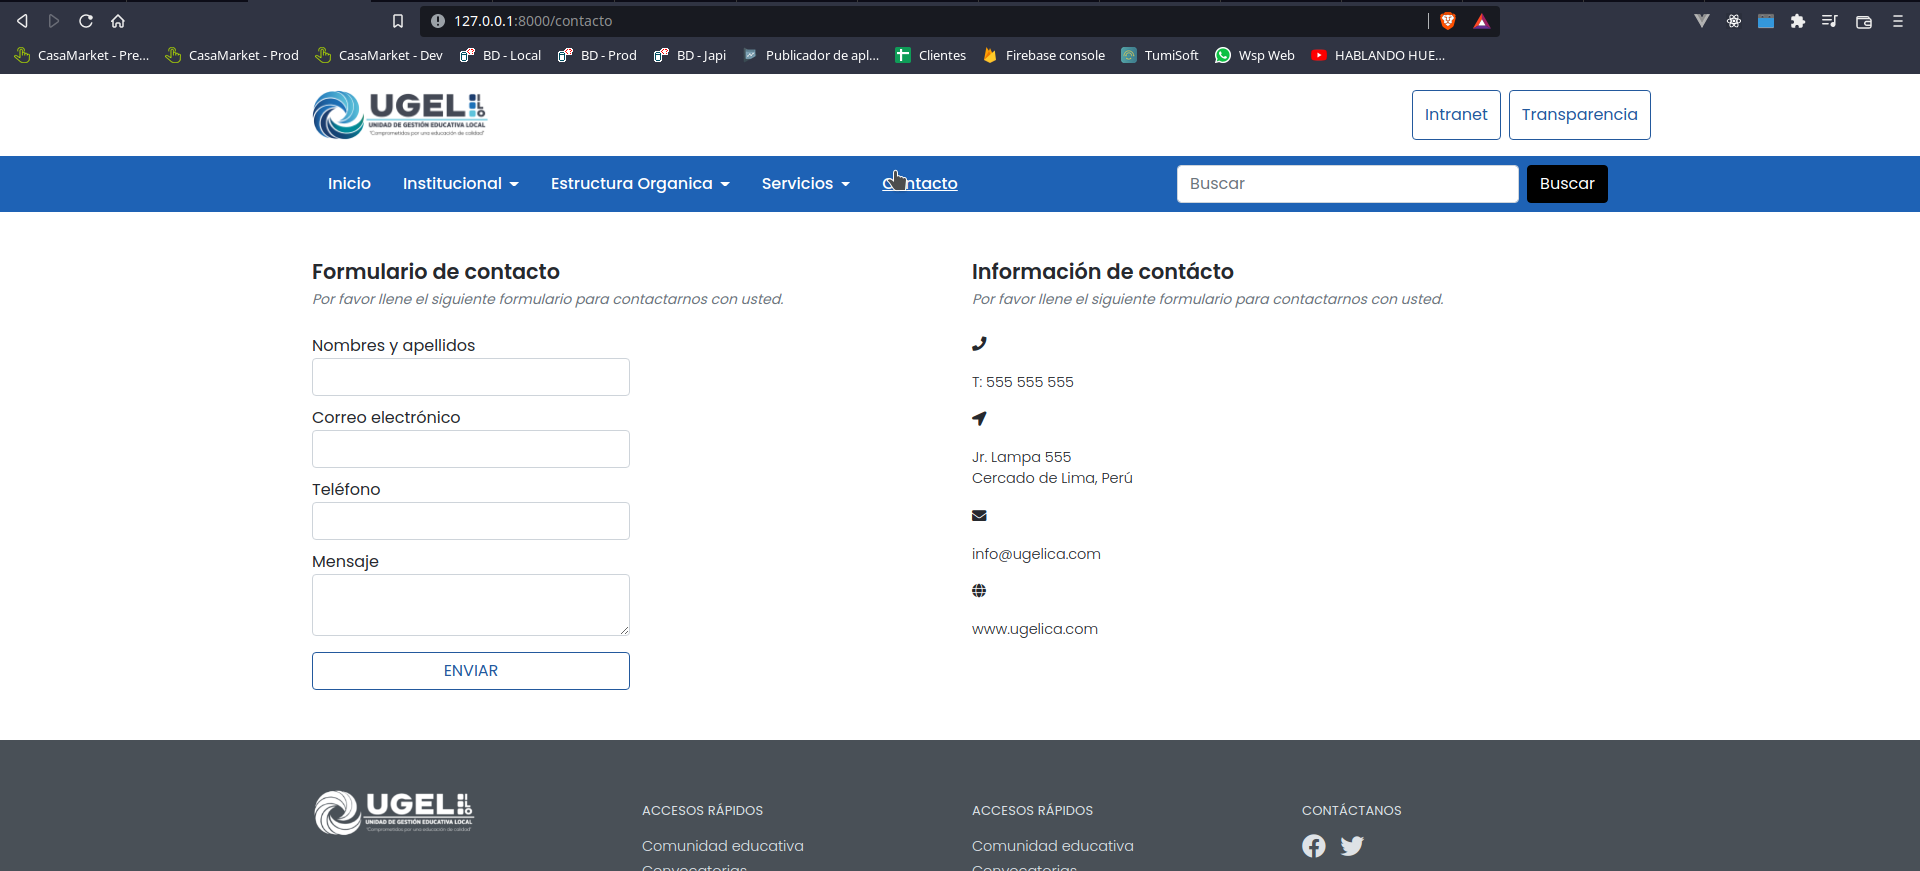 127.0.0.1:8000/contacto
CasaMarket - Pre...
CasaMarket - Prod
CasaMarket - Dev
BD - Local
BD - Prod
BD - Japi
Publicador de apl...
Clientes
Firebase console
TumiSoft
Wsp Web
HABLANDO HUE...
UGEL ILO
UNIDAD DE GESTIÓN EDUCATIVA LOCAL
"Comprometidos por una educación de calidad"
Intranet
Transparencia
Inicio
Institucional
Estructura Organica
Servicios
Contacto
Buscar
Buscar
Formulario de contacto
Por favor llene el siguiente formulario para contactarnos con usted.
Nombres y apellidos
Correo electrónico
Teléfono
Mensaje
ENVIAR
Información de contácto
Por favor llene el siguiente formulario para contactarnos con usted.
T: 555 555 555
Jr. Lampa 555
Cercado de Lima, Perú
info@ugelica.com
www.ugelica.com
UGEL ILO
UNIDAD DE GESTIÓN EDUCATIVA LOCAL
"Comprometidos por una educación de calidad"
ACCESOS RÁPIDOS
Comunidad educativa
Convocatorias
ACCESOS RÁPIDOS
Comunidad educativa
Convocatorias
CONTÁCTANOS